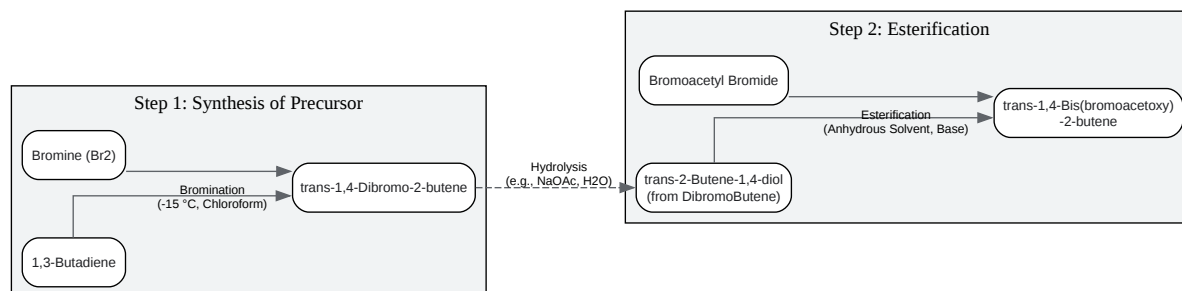 Step 1: Synthesis of Precursor
Bromine (Br2)
Bromination
(-15 °C, Chloroform)
1,3-Butadiene
trans-1,4-Dibromo-2-butene
Hydrolysis
(e.g., NaOAc, H2O)
Step 2: Esterification
Bromoacetyl Bromide
Esterification
(Anhydrous Solvent, Base)
trans-2-Butene-1,4-diol
(from DibromoButene)
trans-1,4-Bis(bromoacetoxy)
-2-butene